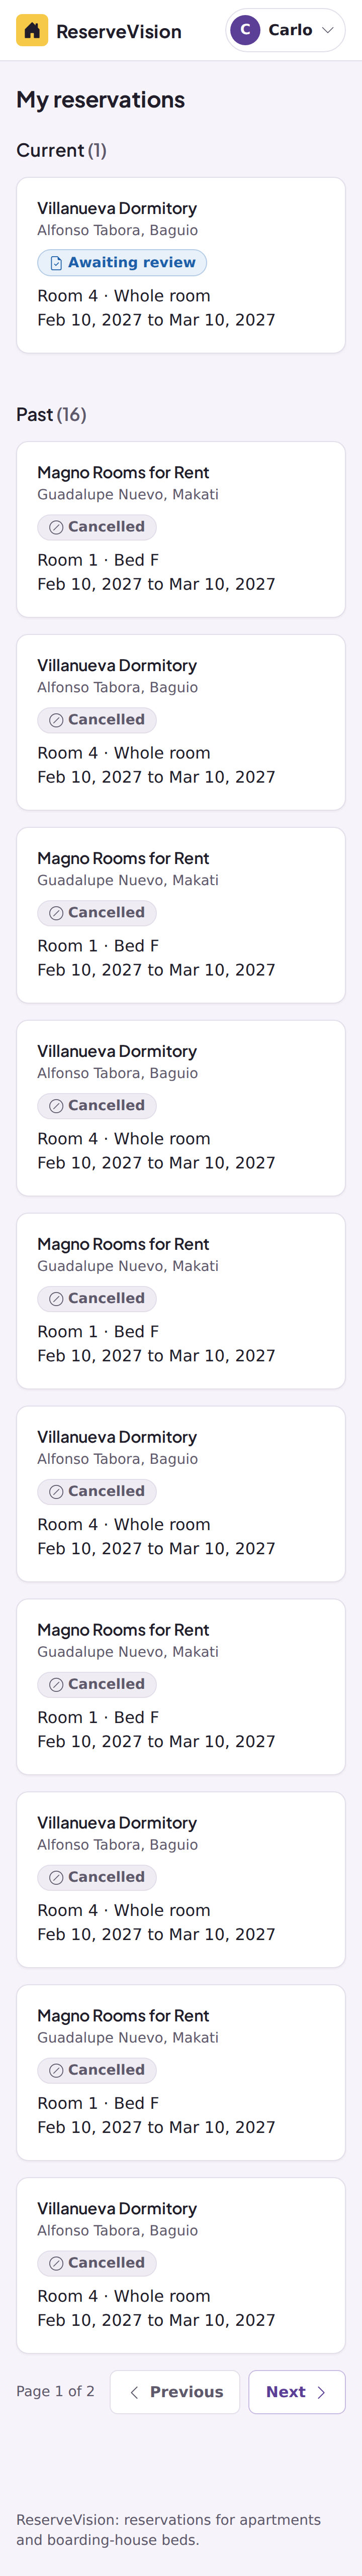 ReserveVision
C Carlo
My reservations
Current (1)
Villanueva Dormitory
Alfonso Tabora, Baguio
Awaiting review
Room 4 · Whole room
Feb 10, 2027 to Mar 10, 2027
Past (16)
Magno Rooms for Rent
Guadalupe Nuevo, Makati
Cancelled
Room 1 · Bed F
Feb 10, 2027 to Mar 10, 2027
Villanueva Dormitory
Alfonso Tabora, Baguio
Cancelled
Room 4 · Whole room
Feb 10, 2027 to Mar 10, 2027
Magno Rooms for Rent
Guadalupe Nuevo, Makati
Cancelled
Room 1 · Bed F
Feb 10, 2027 to Mar 10, 2027
Villanueva Dormitory
Alfonso Tabora, Baguio
Cancelled
Room 4 · Whole room
Feb 10, 2027 to Mar 10, 2027
Magno Rooms for Rent
Guadalupe Nuevo, Makati
Cancelled
Room 1 · Bed F
Feb 10, 2027 to Mar 10, 2027
Villanueva Dormitory
Alfonso Tabora, Baguio
Cancelled
Room 4 · Whole room
Feb 10, 2027 to Mar 10, 2027
Magno Rooms for Rent
Guadalupe Nuevo, Makati
Cancelled
Room 1 · Bed F
Feb 10, 2027 to Mar 10, 2027
Villanueva Dormitory
Alfonso Tabora, Baguio
Cancelled
Room 4 · Whole room
Feb 10, 2027 to Mar 10, 2027
Magno Rooms for Rent
Guadalupe Nuevo, Makati
Cancelled
Room 1 · Bed F
Feb 10, 2027 to Mar 10, 2027
Villanueva Dormitory
Alfonso Tabora, Baguio
Cancelled
Room 4 · Whole room
Feb 10, 2027 to Mar 10, 2027
Page 1 of 2 Previous Next
ReserveVision: reservations for apartments
and boarding-house beds.